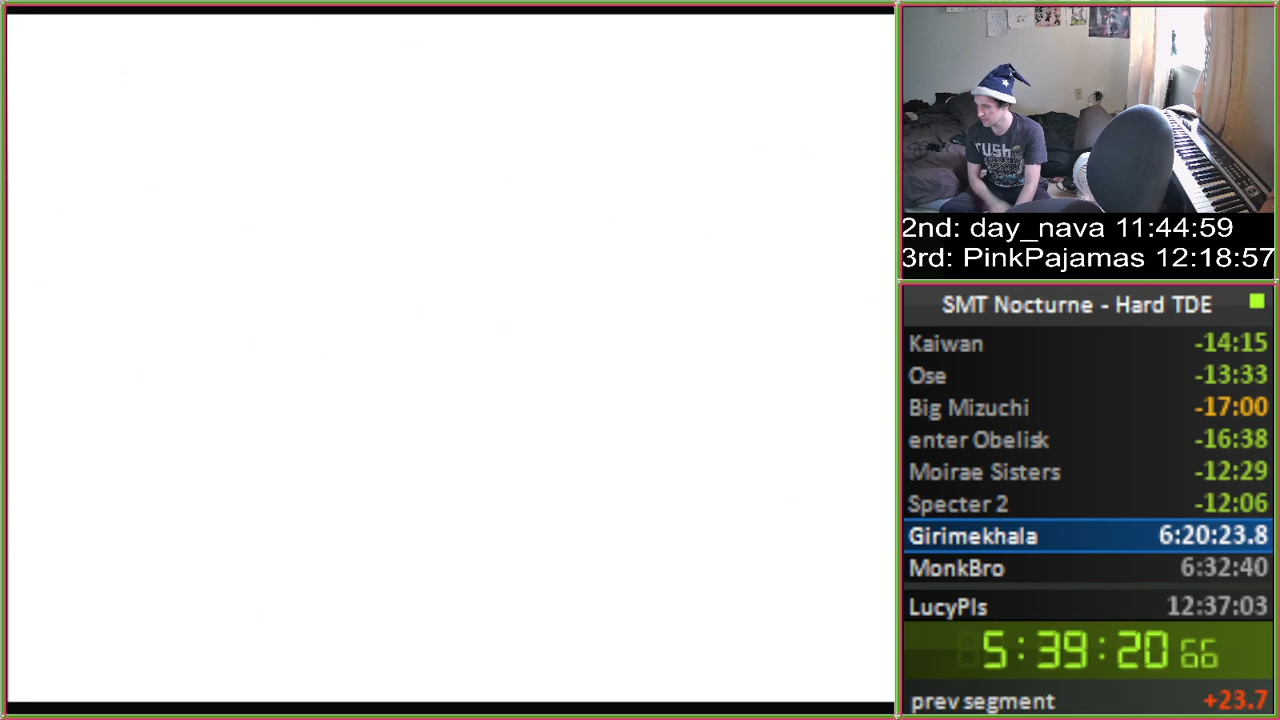 rush
2nd: day_nava 11:44:59
3rd: PinkPajamas 12:18:57
SMT Nocturne - Hard TDE
Kaiwan -14:15
Ose -13:33
Big Mizuchi -17:00
enter Obelisk -16:38
Moirae Sisters -12:29
Specter 2 -12:06
Girimekhala 6:20:23.8
MonkBro 6:32:40
LucyPls 12:37:03
5:39:20 66
prev segment +23.7